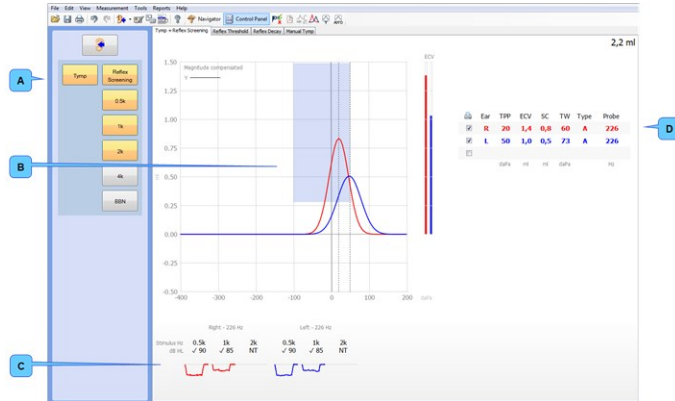 File Edit View Measurement Tools Reports Help
Navigator Control Panel
Tymp + Reflex Screening Reflex Threshold Reflex Decay Manual Tymp
2,2 ml
A
Tymp Reflex Screening
0.5k
1k
2k
4k
BBN
Magnitude compensated
Y
ECV
1.50
1.25
1.00
0.75
0.50
0.25
0.00
-0.25
-0.50
-400 -300 -200 -100 0 100 200 daPa
B
Ear TPP ECV SC TW Type Probe
R 20 1,4 0,8 60 A 226
L 50 1,0 0,5 73 A 226
daPa ml ml daPa Hz
D
Right - 226 Hz Left - 226 Hz
Stimulus Hz 0.5k 1k 2k 0.5k 1k 2k
dB HL ✓ 90 ✓ 85 NT ✓ 90 ✓ 85 NT
C